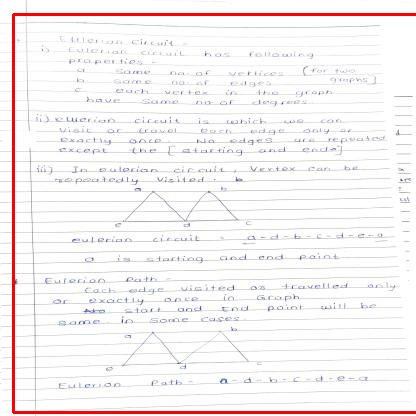 Eulerian Circuit -
i) Eulerian circuit has following
properties -
a same no. of vertices [for two
b same no. of edges graphs]
c each vertex in the graph
have same no. of degrees.
ii) eulerian circuit is which we can
visit or travel each edge only or
exactly once. No edges are repeated
except the [starting and ends]
iii) In eulerian circuit, Vertex can be
repeatedly visited. b
a b
e d c
eulerian circuit = a-d-b-c-d-e-a
a is starting and end point
Eulerian Path -
Each edge visited as travelled only
or exactly once in Graph
start and End point will be
same in some cases.
a b
e d c
Eulerian Path - a-d-b-c-d-e-a